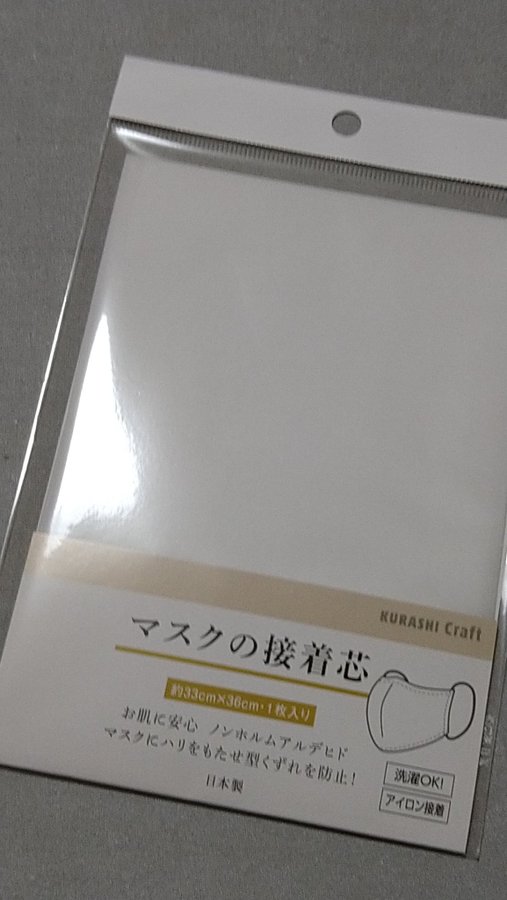 KURASHI Craft
マスクの接着芯
約33cm×36cm・1枚入り
お肌に安心 ノンホルムアルデヒド
マスクにハリをもたせ型くずれを防止!
日本製
洗濯OK!
アイロン接着